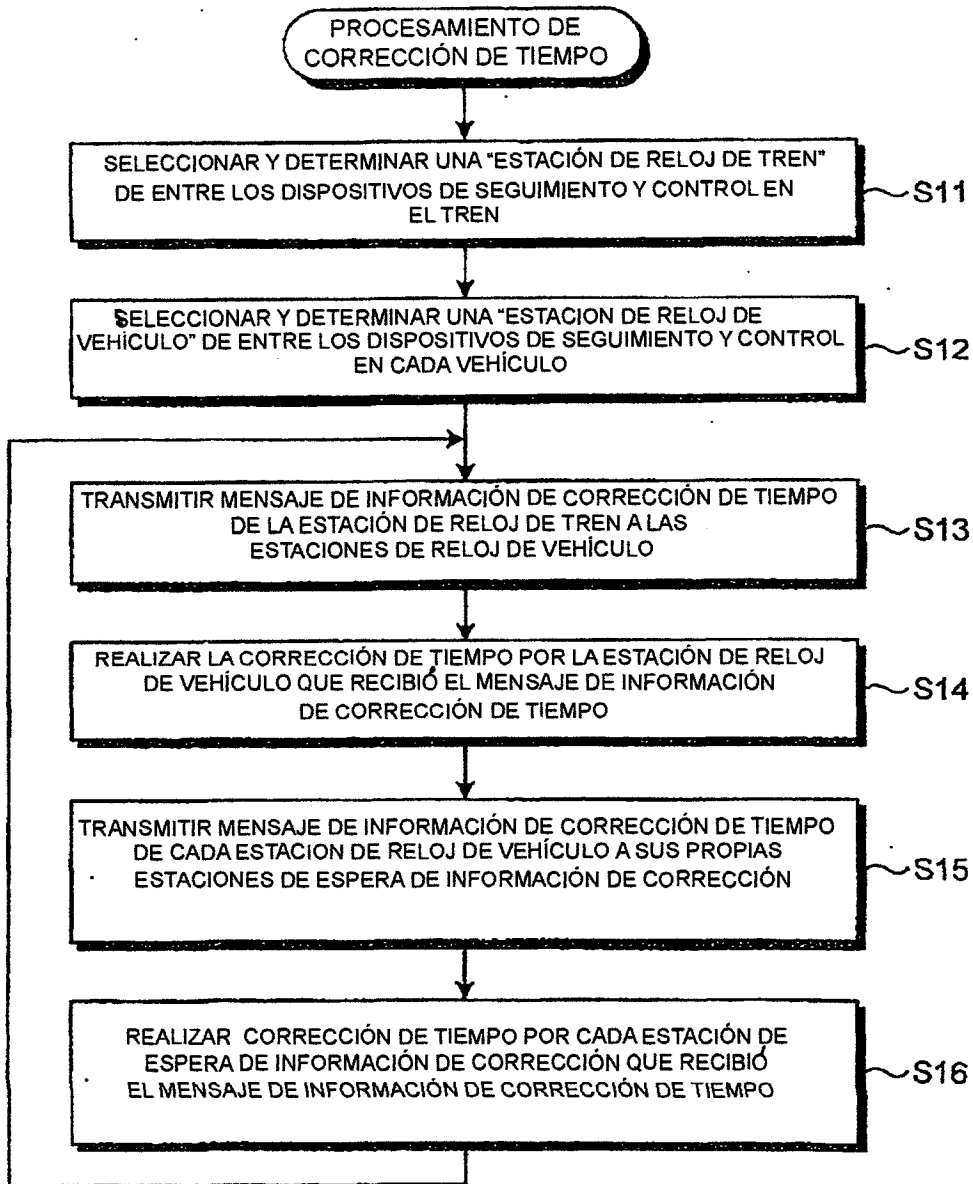 PROCESAMIENTO DE
CORRECCIÓN DE TIEMPO
SELECCIONAR Y DETERMINAR UNA "ESTACIÓN DE RELOJ DE TREN"
DE ENTRE LOS DISPOSITIVOS DE SEGUIMIENTO Y CONTROL EN
EL TREN
S11
SELECCIONAR Y DETERMINAR UNA "ESTACION DE RELOJ DE
VEHÍCULO" DE ENTRE LOS DISPOSITIVOS DE SEGUIMIENTO Y CONTROL
EN CADA VEHÍCULO
S12
TRANSMITIR MENSAJE DE INFORMACIÓN DE CORRECCIÓN DE TIEMPO
DE LA ESTACIÓN DE RELOJ DE TREN A LAS
ESTACIONES DE RELOJ DE VEHÍCULO
S13
REALIZAR LA CORRECCIÓN DE TIEMPO POR LA ESTACIÓN DE RELOJ
DE VEHÍCULO QUE RECIBIÓ EL MENSAJE DE INFORMACIÓN
DE CORRECCIÓN DE TIEMPO
S14
TRANSMITIR MENSAJE DE INFORMACIÓN DE CORRECCIÓN DE TIEMPO
DE CADA ESTACION DE RELOJ DE VEHÍCULO A SUS PROPIAS
ESTACIONES DE ESPERA DE INFORMACIÓN DE CORRECCIÓN
S15
REALIZAR CORRECCIÓN DE TIEMPO POR CADA ESTACIÓN DE
ESPERA DE INFORMACIÓN DE CORRECCIÓN QUE RECIBIÓ
EL MENSAJE DE INFORMACIÓN DE CORRECCIÓN DE TIEMPO
S16